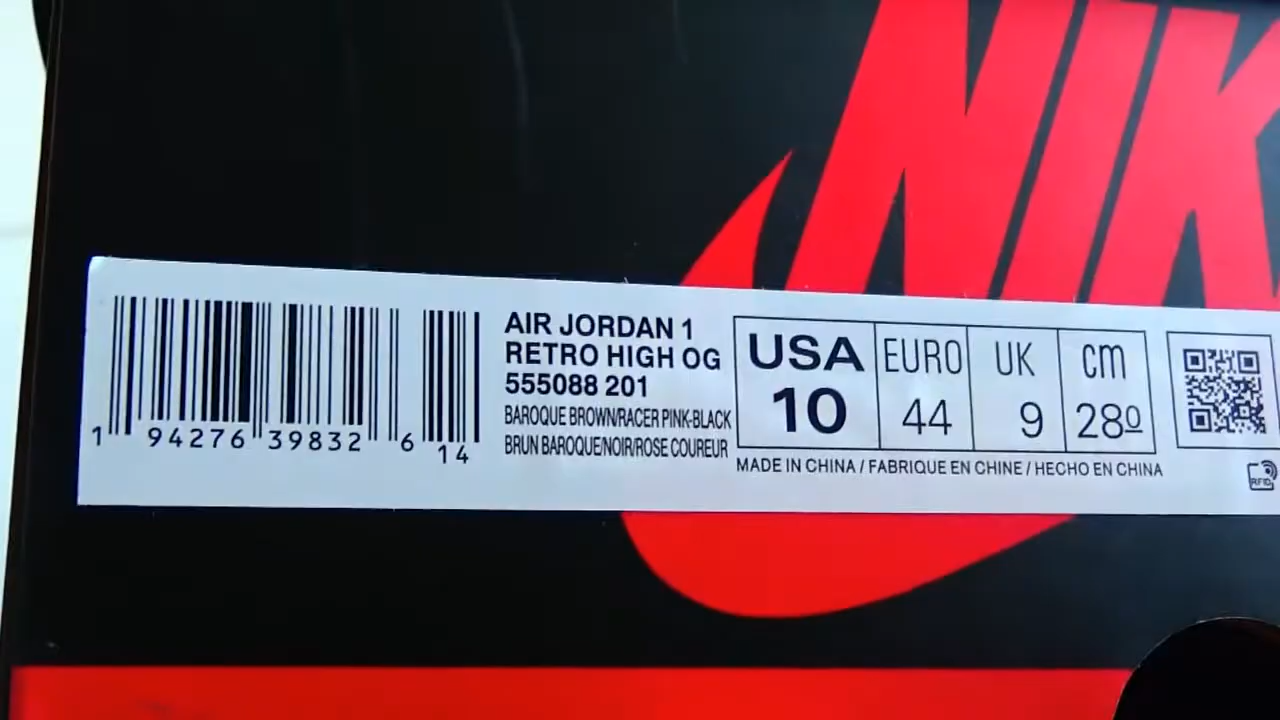 NIK
AIR JORDAN 1
RETRO HIGH OG
555088 201
BAROQUE BROWN/RACER PINK-BLACK
BRUN BAROQUE/NOIR/ROSE COUREUR
1 94276 39832 6 14
USA EURO UK cm
10 44 9 28º
MADE IN CHINA / FABRIQUE EN CHINE / HECHO EN CHINA
RFID